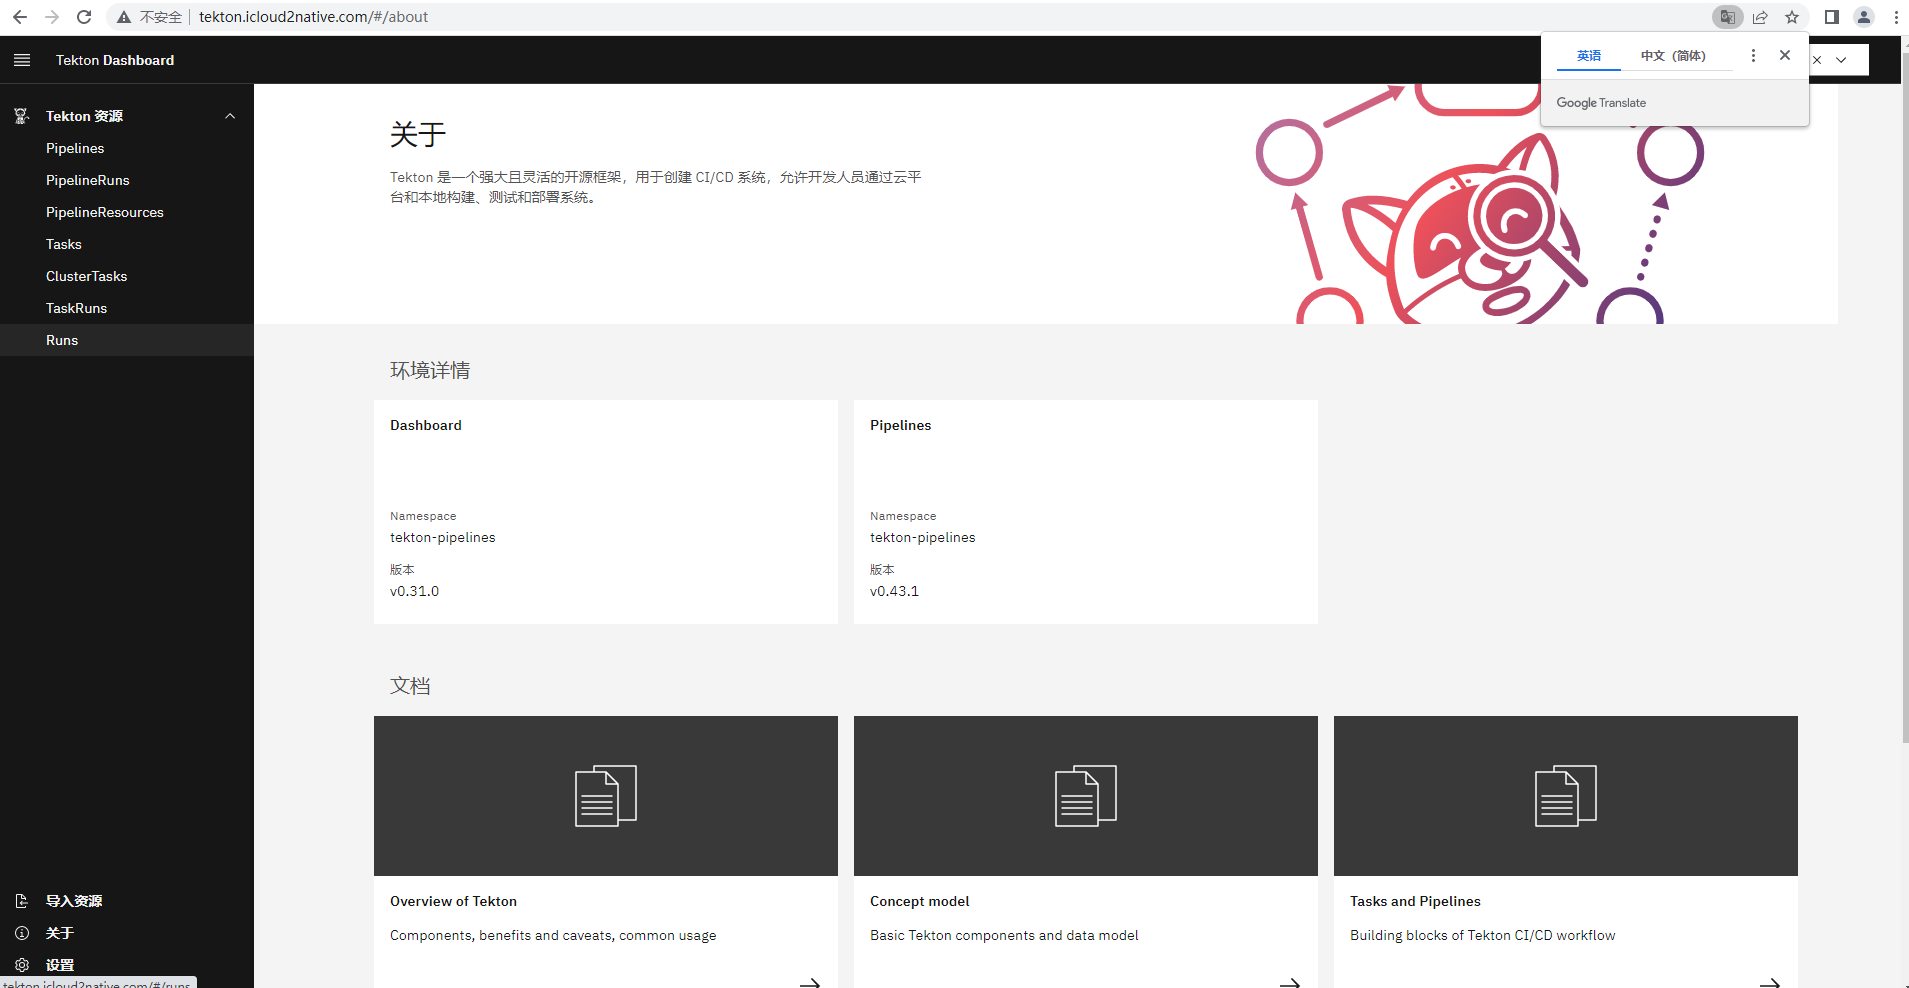 不安全 tekton.icloud2native.com/#/about
Tekton Dashboard
英语 中文（简体）
Google Translate
Tekton 资源
Pipelines
PipelineRuns
PipelineResources
Tasks
ClusterTasks
TaskRuns
Runs
导入资源
关于
设置
tekton.icloud2native.com/#/runs
关于
Tekton 是一个强大且灵活的开源框架，用于创建 CI/CD 系统，允许开发人员通过云平
台和本地构建、测试和部署系统。
环境详情
Dashboard
Namespace
tekton-pipelines
版本
v0.31.0
Pipelines
Namespace
tekton-pipelines
版本
v0.43.1
文档
Overview of Tekton
Components, benefits and caveats, common usage
Concept model
Basic Tekton components and data model
Tasks and Pipelines
Building blocks of Tekton CI/CD workflow